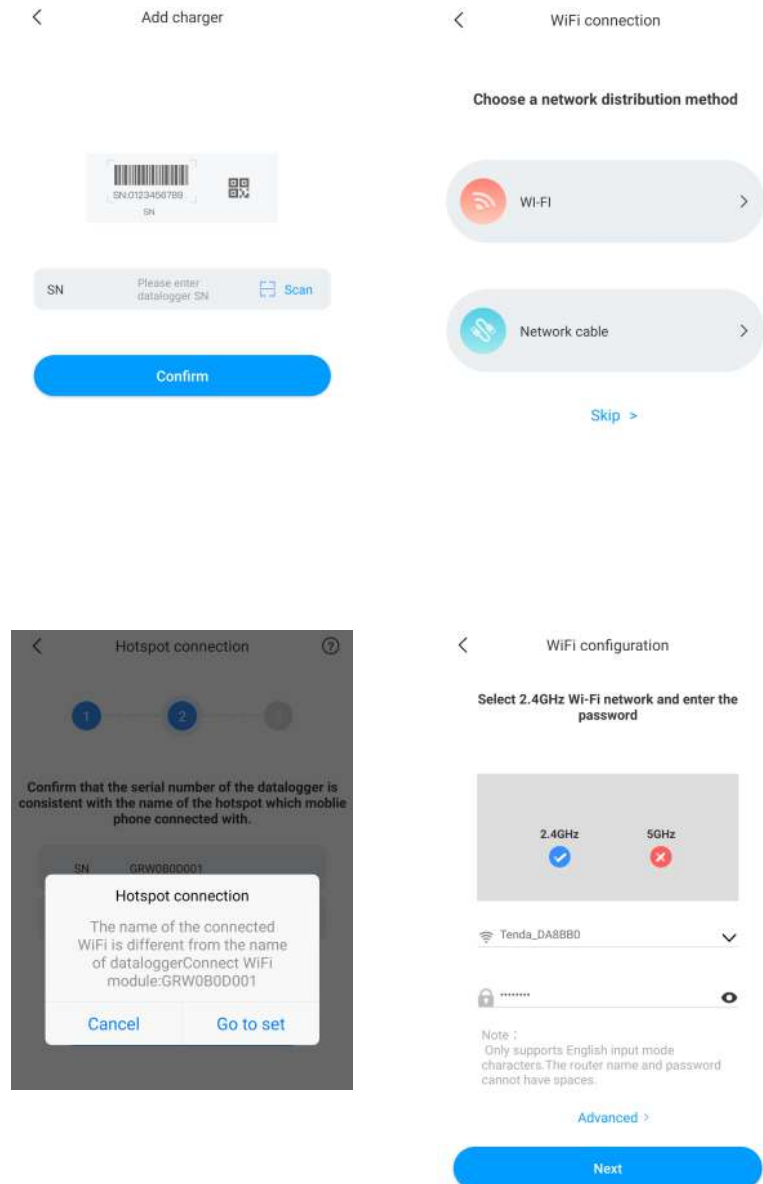 Add charger
SN:0123456789
SN
SN
Please enter
datalogger SN
Scan
Confirm
WiFi connection
Choose a network distribution method
WI-FI
Network cable
Skip >
Hotspot connection
1
2
Confirm that the serial number of the datalogger is
consistent with the name of the hotspot which moblie
phone connected with.
SN GRW0B0D001
Hotspot connection
The name of the connected
WiFi is different from the name
of dataloggerConnect WiFi
module:GRW0B0D001
Cancel
Go to set
WiFi configuration
Select 2.4GHz Wi-Fi network and enter the
password
2.4GHz
5GHz
Tenda_DA8BB0
········
Note :
Only supports English input mode
characters.The router name and password
cannot have spaces.
Advanced >
Next